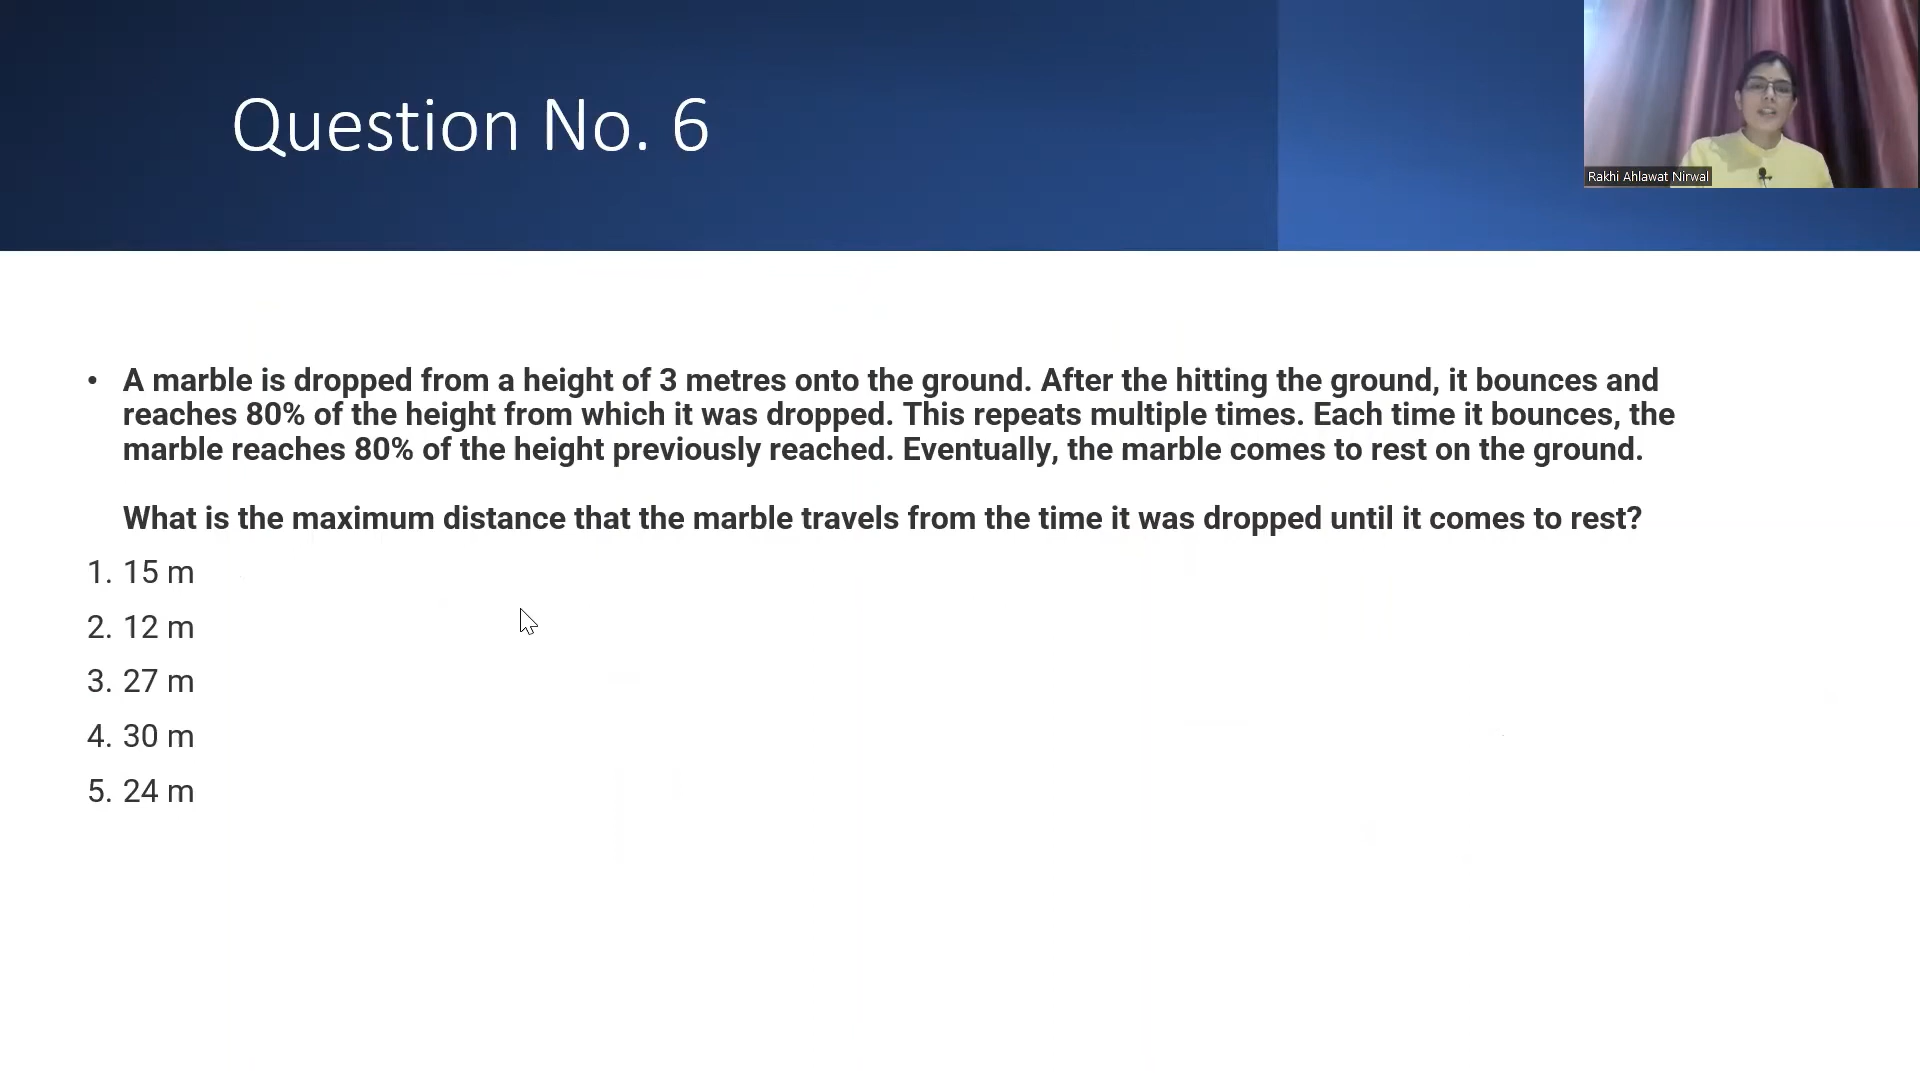 Question No. 6
Rakhi Ahlawat Nirwal
• A marble is dropped from a height of 3 metres onto the ground. After the hitting the ground, it bounces and
reaches 80% of the height from which it was dropped. This repeats multiple times. Each time it bounces, the
marble reaches 80% of the height previously reached. Eventually, the marble comes to rest on the ground.
What is the maximum distance that the marble travels from the time it was dropped until it comes to rest?
1. 15 m
2. 12 m
3. 27 m
4. 30 m
5. 24 m